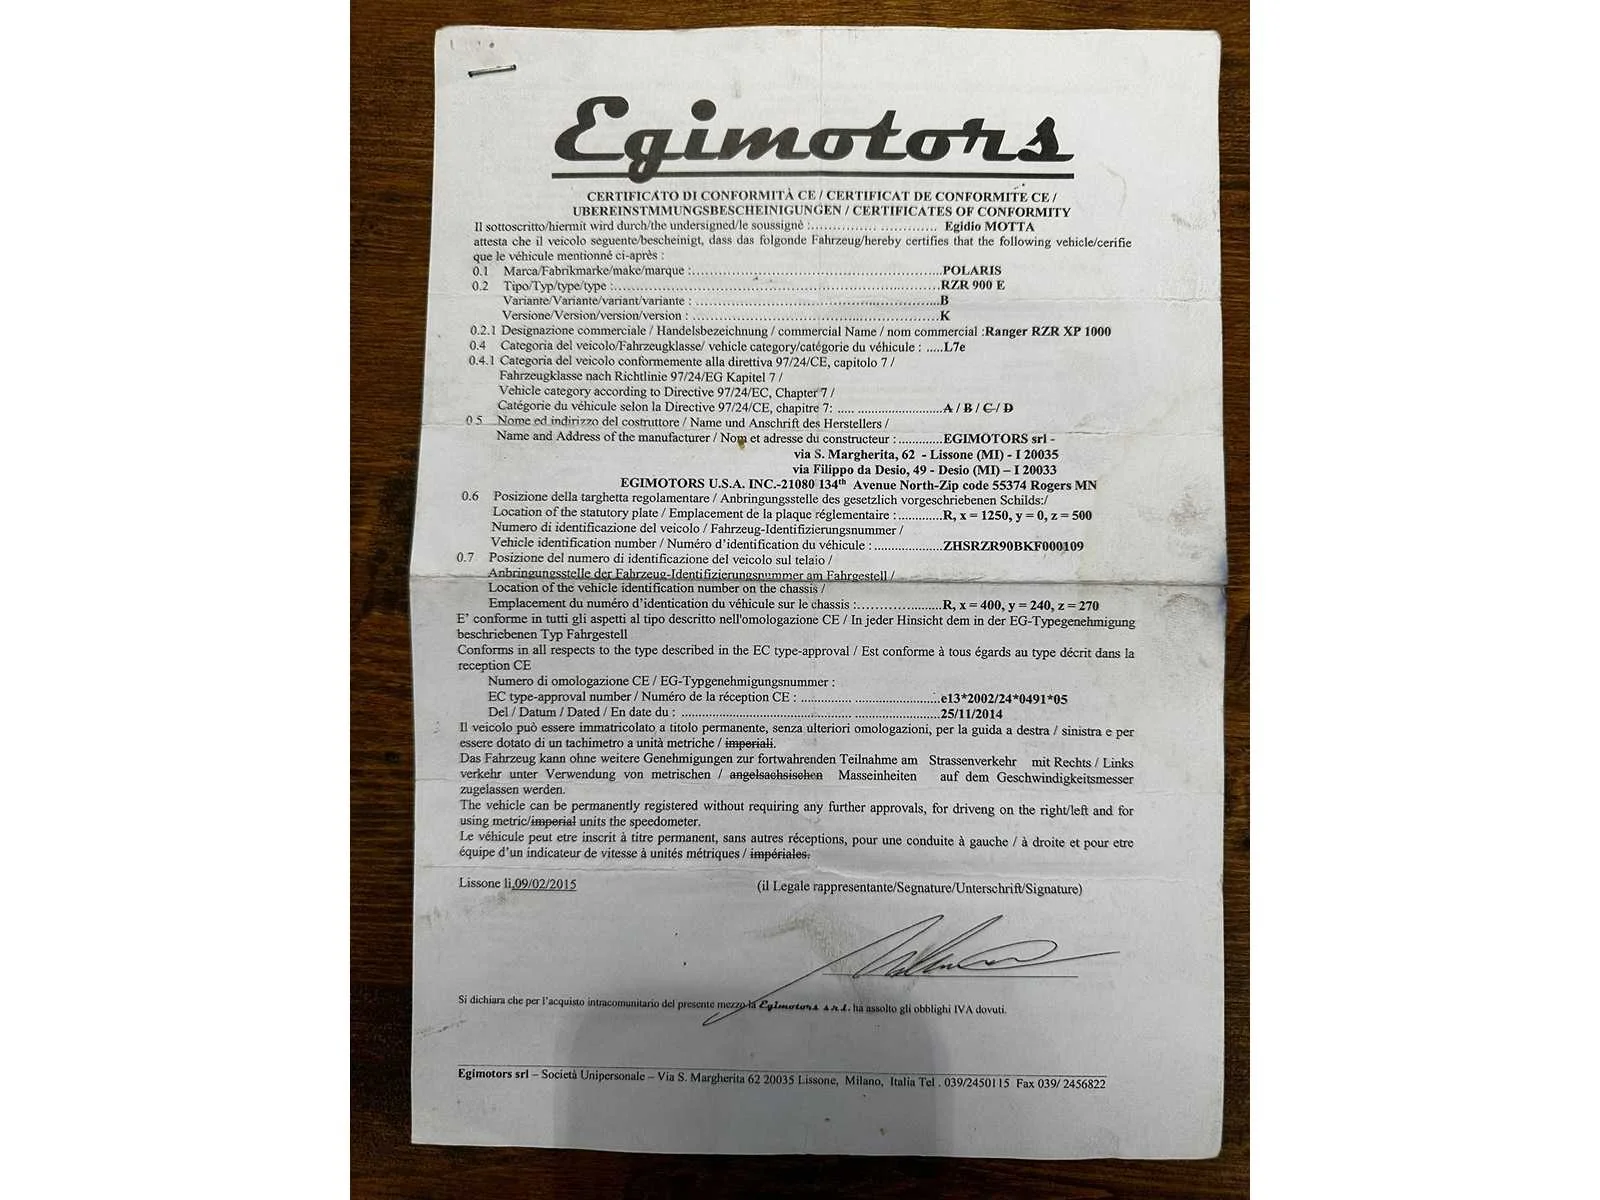 Egimotors
CERTIFICATO DI CONFORMITÀ CE / CERTIFICAT DE CONFORMITE CE /
UBEREINSTMMUNGSBESCHEINIGUNGEN / CERTIFICATES OF CONFORMITY
Il sottoscritto/hiermit wird durch/the undersigned/le soussigné :.................. ............... Egidio MOTTA
attesta che il veicolo seguente/bescheinigt, dass das folgonde Fahrzeug/hereby certifies that the following vehicle/cerifie
que le véhicule mentionné ci-après :
0.1 Marca/Fabrikmarke/make/marque :..................................................................POLARIS
0.2 Tipo/Typ/type/type :..................................................................RZR 900 E
Variante/Variante/variant/variante : ..................................................................B
Versione/Version/version/version : ..................................................................K
0.2.1 Designazione commerciale / Handelsbezeichnung / commercial Name / nom commercial :Ranger RZR XP 1000
0.4 Categoria del veicolo/Fahrzeugklasse/ vehicle category/catégorie du véhicule : .....L7e
0.4.1 Categoria del veicolo conformemente alla direttiva 97/24/CE, capitolo 7 /
Fahrzeugklasse nach Richtlinie 97/24/EG Kapitel 7 /
Vehicle category according to Directive 97/24/EC, Chapter 7 /
Catégorie du véhicule selon la Directive 97/24/CE, chapitre 7: ..... .........................A / B / C / D
0.5 Nome ed indirizzo del costruttore / Name und Anschrift des Herstellers /
Name and Address of the manufacturer / Nom et adresse du constructeur :.............EGIMOTORS srl -
via S. Margherita, 62 - Lissone (MI) - I 20035
via Filippo da Desio, 49 - Desio (MI) – I 20033
EGIMOTORS U.S.A. INC.-21080 134th Avenue North-Zip code 55374 Rogers MN
0.6 Posizione della targhetta regolamentare / Anbringungsstelle des gesetzlich vorgeschriebenen Schilds:/
Location of the statutory plate / Emplacement de la plaque réglementaire :.............R, x = 1250, y = 0, z = 500
Numero di identificazione del veicolo / Fahrzeug-Identifizierungsnummer /
Vehicle identification number / Numéro d'identification du véhicule :....................ZHSRZR90BKF000109
0.7 Posizione del numero di identificazione del veicolo sul telaio /
Anbringungsstelle der Fahrzeug-Identifizierungsnummer am Fahrgestell /
Location of the vehicle identification number on the chassis /
Emplacement du numéro d'identication du véhicule sur le chassis :.........................R, x = 400, y = 240, z = 270
E' conforme in tutti gli aspetti al tipo descritto nell'omologazione CE / In jeder Hinsicht dem in der EG-Typegenehmigung
beschriebenen Typ Fahrgestell
Conforms in all respects to the type described in the EC type-approval / Est conforme à tous égards au type décrit dans la
reception CE
Numero di omologazione CE / EG-Typgenehmigungsnummer :
EC type-approval number / Numéro de la réception CE : ............... .........................e13*2002/24*0491*05
Del / Datum / Dated / En date du : .................................................. .........................25/11/2014
Il veicolo può essere immatricolato a titolo permanente, senza ulteriori omologazioni, per la guida a destra / sinistra e per
essere dotato di un tachimetro a unità metriche / imperiali.
Das Fahrzeug kann ohne weitere Genehmigungen zur fortwahrenden Teilnahme am Strassenverkehr mit Rechts / Links
verkehr unter Verwendung von metrischen / angelsachsischen Masseinheiten auf dem Geschwindigkeitsmesser
zugelassen werden.
The vehicle can be permanently registered without requiring any further approvals, for driveng on the right/left and for
using metric/imperial units the speedometer.
Le véhicule peut etre inscrit à titre permanent, sans autres réceptions, pour une conduite à gauche / à droite et pour etre
équipe d'un indicateur de vitesse à unités métriques / impériales.
Lissone li,09/02/2015 (il Legale rappresentante/Segnature/Unterschrift/Signature)
Si dichiara che per l'acquisto intracomunitario del presente mezzo la Egimotors s.r.l. ha assolto gli obblighi IVA dovuti.
Egimotors srl – Società Unipersonale – Via S. Margherita 62 20035 Lissone, Milano, Italia Tel . 039/2450115 Fax 039/ 2456822